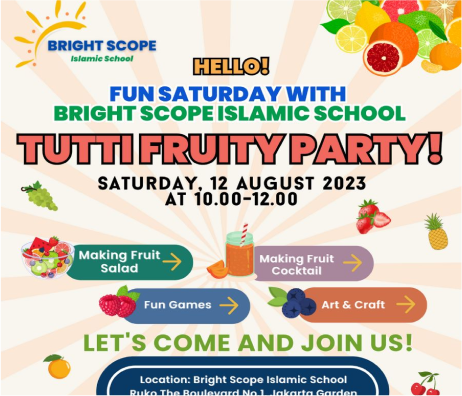 BRIGHT SCOPE
Islamic School
HELLO!
FUN SATURDAY WITH
BRIGHT SCOPE ISLAMIC SCHOOL
TUTTI FRUITY PARTY!
SATURDAY, 12 AUGUST 2023
AT 10.00-12.00
Making Fruit
Salad
Making Fruit
Cocktail
Fun Games
Art & Craft
LET'S COME AND JOIN US!
Location: Bright Scope Islamic School
Ruko The Boulevard No 1, Jakarta Garden